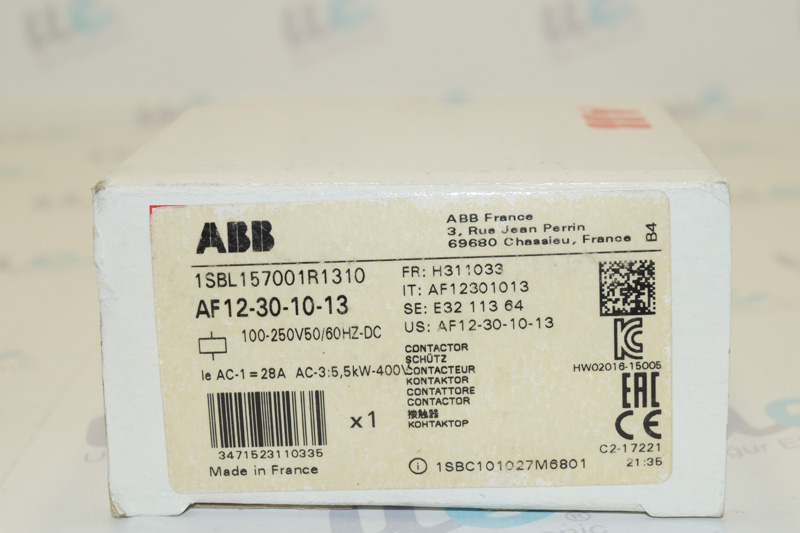 ABB
ABB France
3, Rue Jean Perrin
69680 Chassieu, France
B4
1SBL157001R1310
AF12-30-10-13
100-250V50/60HZ-DC
Ie AC-1 = 28A AC-3:5,5kW-400V
FR: H311033
IT: AF12301013
SE: E32 113 64
US: AF12-30-10-13
CONTACTOR
SCHÜTZ
CONTACTEUR
KONTAKTOR
CONTATTORE
CONTACTOR
接触器
КОНТАКТОР
HW02016-15005
EAC
CE
C2-17221
21:35
x1
3471523110335
Made in France
1SBC101027M6801